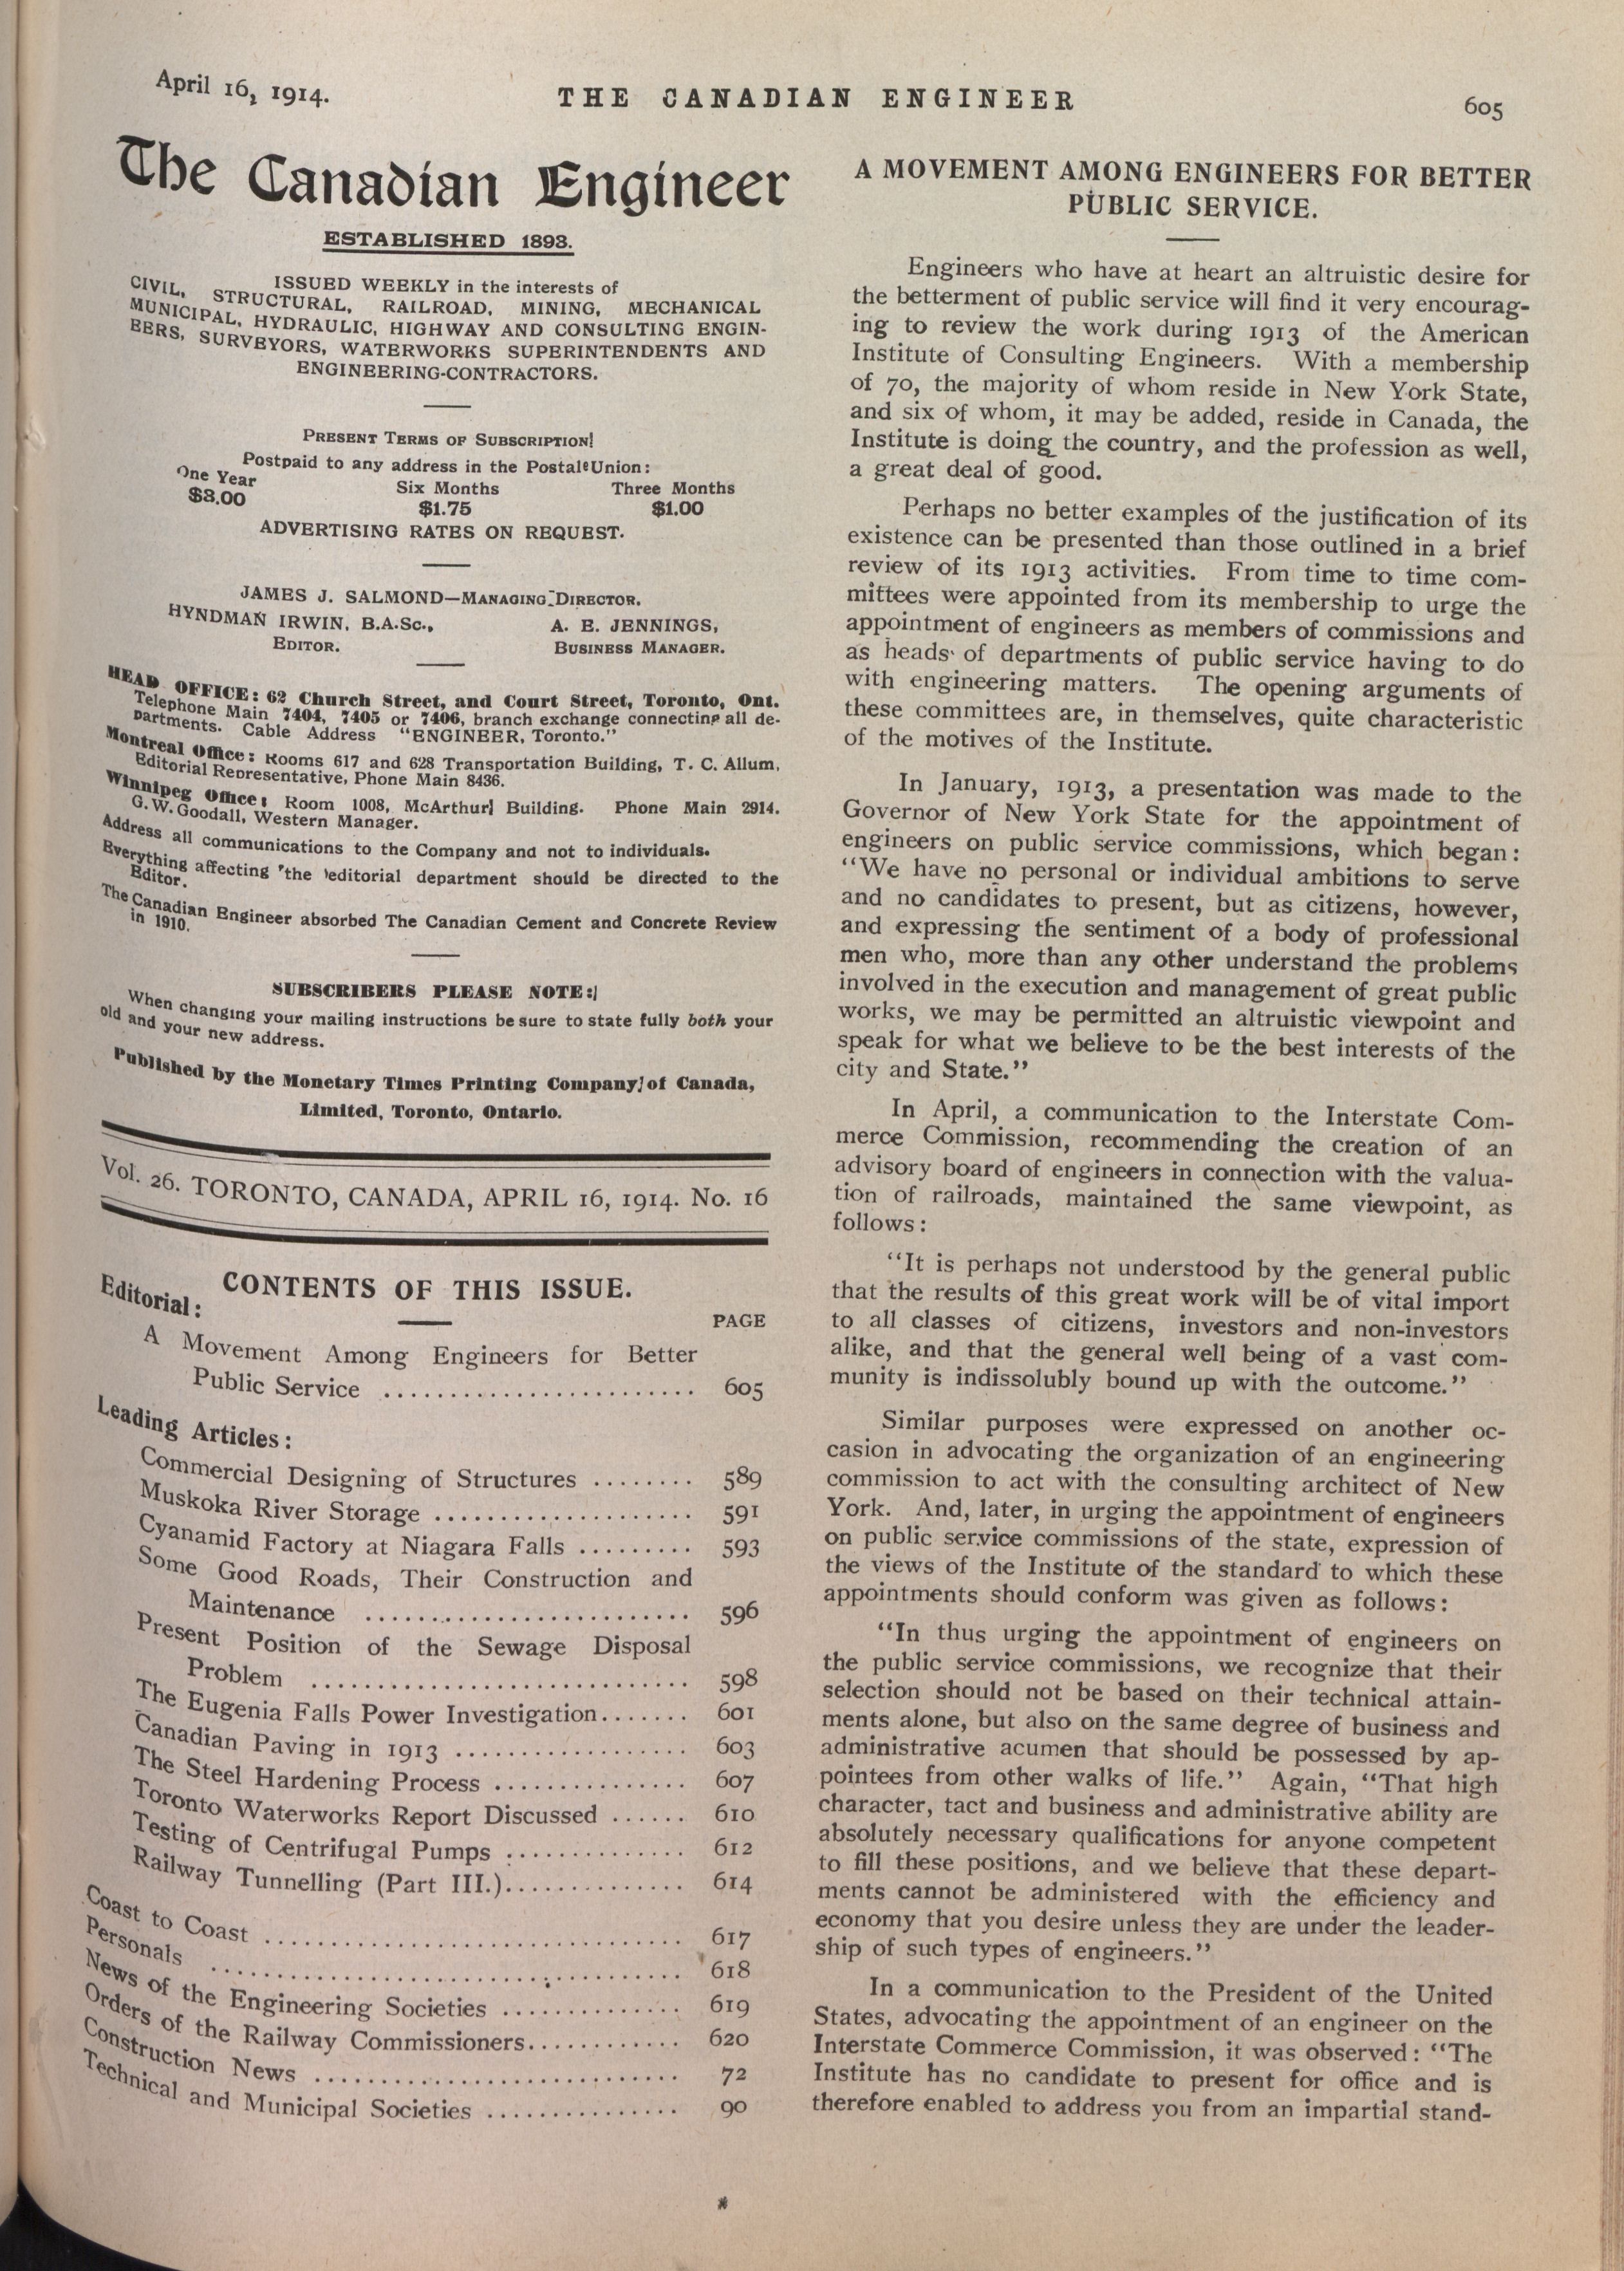 April 16, 1914.
THE CANADIAN ENGINEER
605
The Canadian Engineer
ESTABLISHED 1893.
ISSUED WEEKLY in the interests of
CIVIL, STRUCTURAL, RAILROAD, MINING, MECHANICAL
MUNICIPAL, HYDRAULIC, HIGHWAY AND CONSULTING ENGIN-
EERS, SURVEYORS, WATERWORKS SUPERINTENDENTS AND
ENGINEERING-CONTRACTORS.
PRESENT TERMS OF SUBSCRIPTION
Postpaid to any address in the Postal Union:
One Year Six Months Three Months
$3.00 $1.75 $1.00
ADVERTISING RATES ON REQUEST.
JAMES J. SALMOND—MANAGING DIRECTOR.
HYNDMAN IRWIN, B.A.Sc., A. E. JENNINGS,
EDITOR. BUSINESS MANAGER.
HEAD OFFICE: 62 Church Street, and Court Street, Toronto, Ont.
Telephone Main 7404, 7405 or 7406, branch exchange connecting all de-
partments. Cable Address "ENGINEER, Toronto."
Montreal Office: Rooms 617 and 628 Transportation Building, T. C. Allum,
Editorial Representative, Phone Main 8436.
Winnipeg Office: Room 1008, McArthur Building. Phone Main 2914.
G. W. Goodall, Western Manager.
Address all communications to the Company and not to individuals.
Everything affecting the editorial department should be directed to the
Editor.
The Canadian Engineer absorbed The Canadian Cement and Concrete Review
in 1910.
SUBSCRIBERS PLEASE NOTE:
When changing your mailing instructions be sure to state fully both your
old and your new address.
Published by the Monetary Times Printing Company of Canada,
Limited, Toronto, Ontario.
Vol. 26. TORONTO, CANADA, APRIL 16, 1914. No. 16
CONTENTS OF THIS ISSUE.
Editorial:
PAGE
A Movement Among Engineers for Better
Public Service ........................ 605
Leading Articles:
Commercial Designing of Structures ........ 589
Muskoka River Storage .................... 591
Cyanamid Factory at Niagara Falls ......... 593
Some Good Roads, Their Construction and
Maintenance ......................... 596
Present Position of the Sewage Disposal
Problem ............................. 598
The Eugenia Falls Power Investigation....... 601
Canadian Paving in 1913 .................. 603
The Steel Hardening Process ............... 607
Toronto Waterworks Report Discussed ...... 610
Testing of Centrifugal Pumps .............. 612
Railway Tunnelling (Part III.).............. 614
Coast to Coast ................................ 617
Personals .................................... 618
News of the Engineering Societies .............. 619
Orders of the Railway Commissioners............ 620
Construction News ............................ 72
Technical and Municipal Societies ............... 90
A MOVEMENT AMONG ENGINEERS FOR BETTER
PUBLIC SERVICE.
Engineers who have at heart an altruistic desire for
the betterment of public service will find it very encourag-
ing to review the work during 1913 of the American
Institute of Consulting Engineers. With a membership
of 70, the majority of whom reside in New York State,
and six of whom, it may be added, reside in Canada, the
Institute is doing the country, and the profession as well,
a great deal of good.
Perhaps no better examples of the justification of its
existence can be presented than those outlined in a brief
review of its 1913 activities. From time to time com-
mittees were appointed from its membership to urge the
appointment of engineers as members of commissions and
as heads of departments of public service having to do
with engineering matters. The opening arguments of
these committees are, in themselves, quite characteristic
of the motives of the Institute.
In January, 1913, a presentation was made to the
Governor of New York State for the appointment of
engineers on public service commissions, which began:
"We have no personal or individual ambitions to serve
and no candidates to present, but as citizens, however,
and expressing the sentiment of a body of professional
men who, more than any other understand the problems
involved in the execution and management of great public
works, we may be permitted an altruistic viewpoint and
speak for what we believe to be the best interests of the
city and State."
In April, a communication to the Interstate Com-
merce Commission, recommending the creation of an
advisory board of engineers in connection with the valua-
tion of railroads, maintained the same viewpoint, as
follows:
"It is perhaps not understood by the general public
that the results of this great work will be of vital import
to all classes of citizens, investors and non-investors
alike, and that the general well being of a vast com-
munity is indissolubly bound up with the outcome."
Similar purposes were expressed on another oc-
casion in advocating the organization of an engineering
commission to act with the consulting architect of New
York. And, later, in urging the appointment of engineers
on public service commissions of the state, expression of
the views of the Institute of the standard to which these
appointments should conform was given as follows:
"In thus urging the appointment of engineers on
the public service commissions, we recognize that their
selection should not be based on their technical attain-
ments alone, but also on the same degree of business and
administrative acumen that should be possessed by ap-
pointees from other walks of life." Again, "That high
character, tact and business and administrative ability are
absolutely necessary qualifications for anyone competent
to fill these positions, and we believe that these depart-
ments cannot be administered with the efficiency and
economy that you desire unless they are under the leader-
ship of such types of engineers."
In a communication to the President of the United
States, advocating the appointment of an engineer on the
Interstate Commerce Commission, it was observed: "The
Institute has no candidate to present for office and is
therefore enabled to address you from an impartial stand-